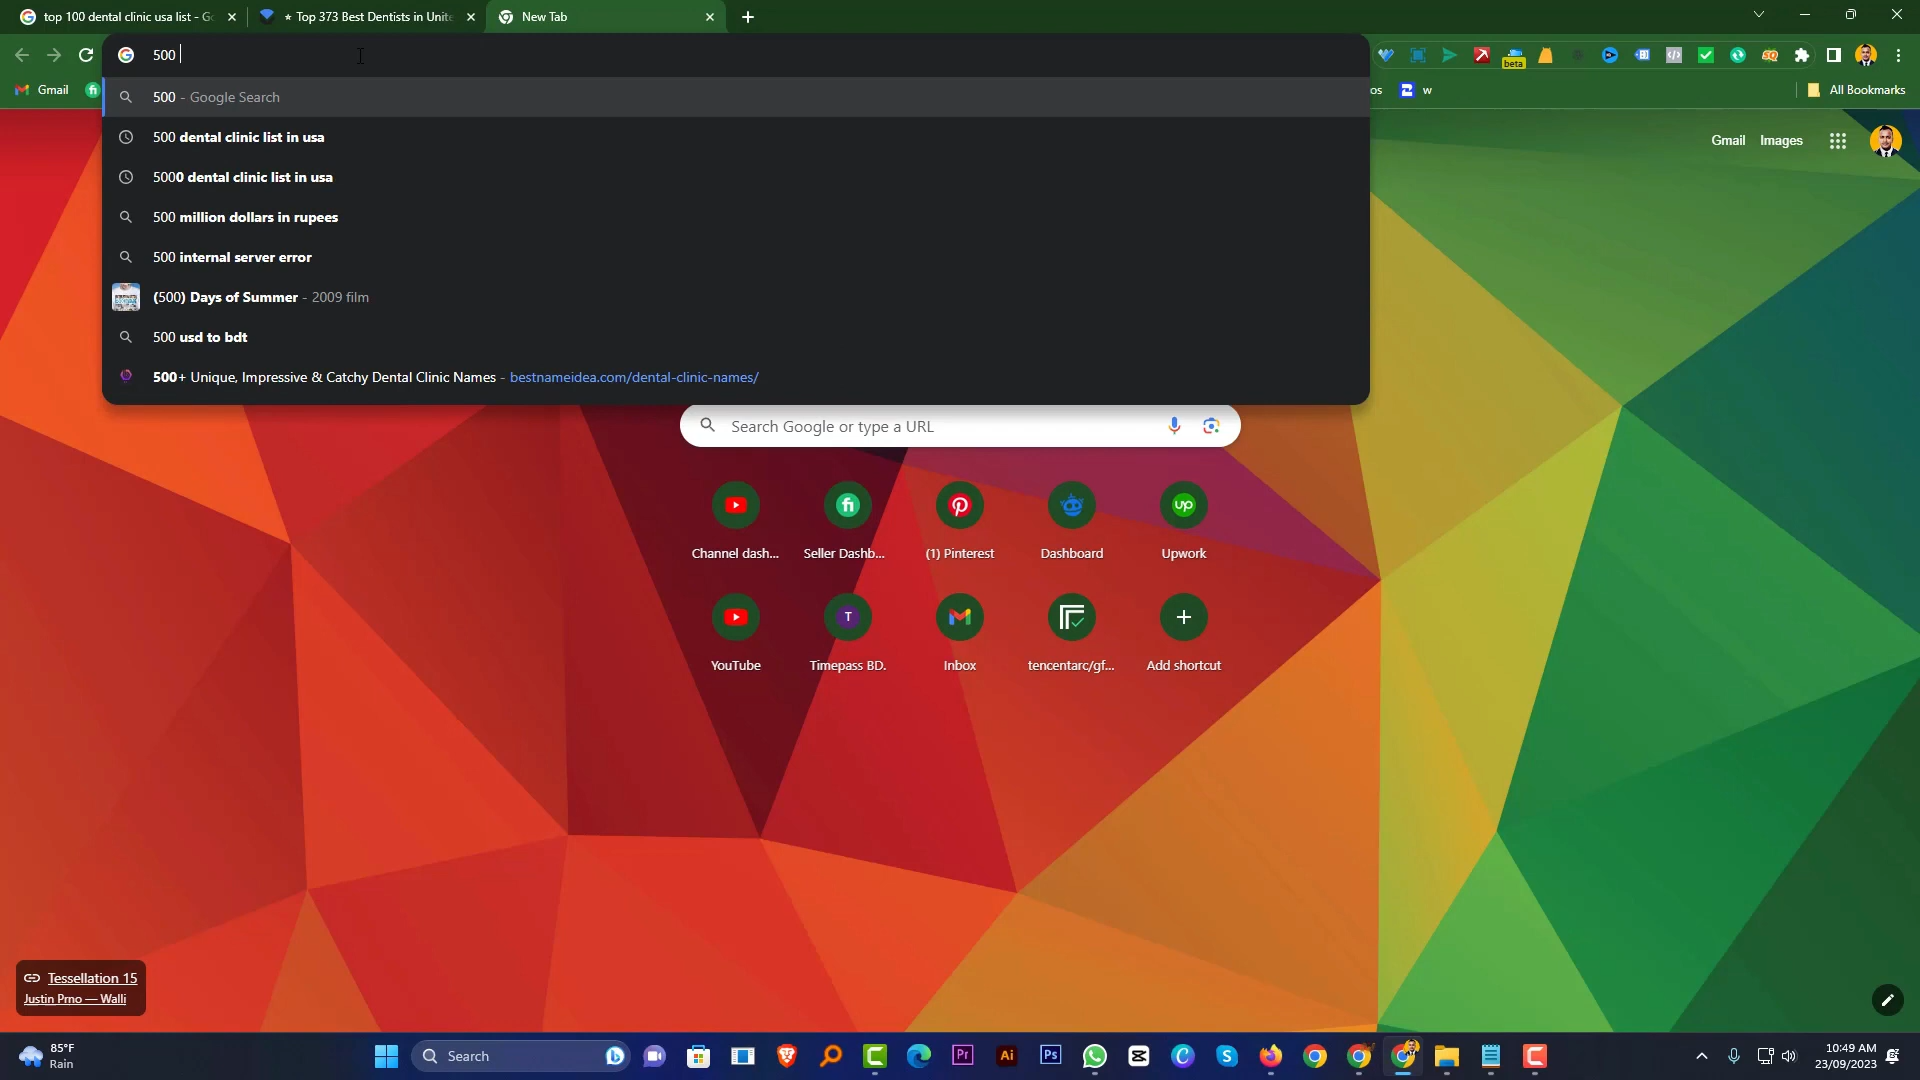 top 100 dental clinic usa list - Go
★ Top 373 Best Dentists in Unite
New Tab
500
beta
Gmail
os
w
All Bookmarks
500 - Google Search
500 dental clinic list in usa
5000 dental clinic list in usa
500 million dollars in rupees
500 internal server error
(500) Days of Summer - 2009 film
500 usd to bdt
500+ Unique, Impressive & Catchy Dental Clinic Names - bestnameidea.com/dental-clinic-names/
Gmail Images
Search Google or type a URL
Channel dash... Seller Dashb... (1) Pinterest Dashboard Upwork
YouTube Timepass BD. Inbox tencentarc/gf... Add shortcut
Tessellation 15
Justin Prno — Walli
85°F
Rain
Search
10:49 AM
23/09/2023